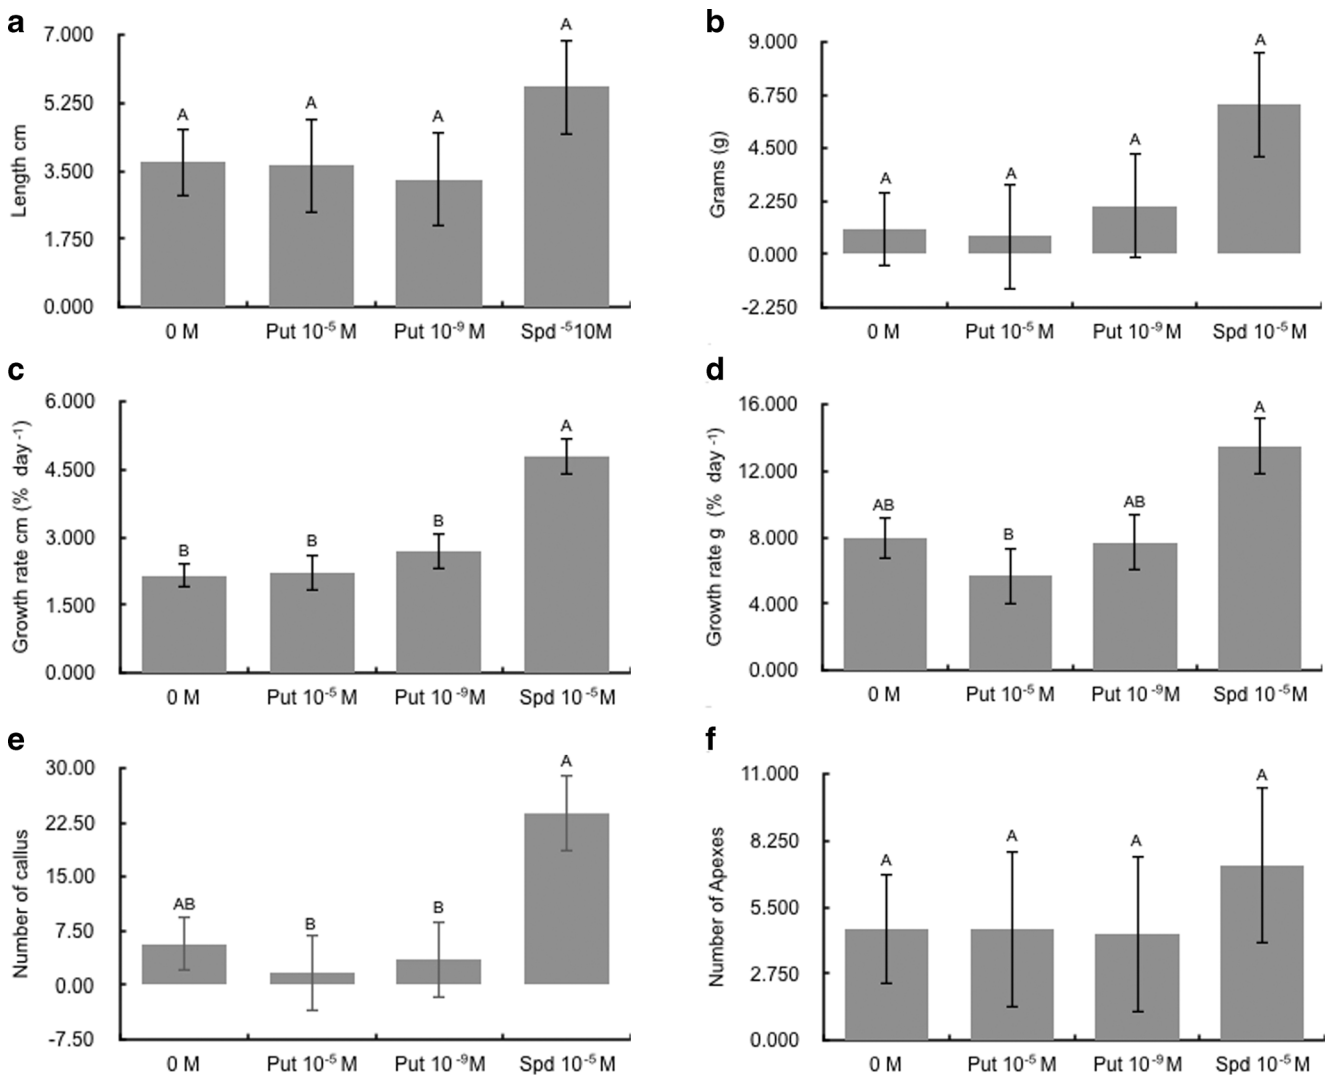 a
7.000
5.250
3.500
1.750
0.000
Length cm
A
A
A
A
0 M
Put 10-5 M
Put 10-9 M
Spd -510M
b
9.000
6.750
4.500
2.250
0.000
-2.250
Grams (g)
A
A
A
A
0 M
Put 10-5 M
Put 10-9 M
Spd 10-5 M
c
6.000
4.500
3.000
1.500
0.000
Growth rate cm (% day-1)
B
B
B
A
0 M
Put 10-5 M
Put 10-9 M
Spd 10-5 M
d
16.000
12.000
8.000
4.000
0.000
Growth rate g (% day-1)
AB
B
AB
A
0 M
Put 10-5 M
Put 10-9 M
Spd 10-5 M
e
30.00
22.50
15.00
7.50
0.00
-7.50
Number of callus
AB
B
B
A
0 M
Put 10-5 M
Put 10-9 M
Spd 10-5 M
f
11.000
8.250
5.500
2.750
0.000
Number of Apexes
A
A
A
A
0 M
Put 10-5 M
Put 10-9 M
Spd 10-5 M